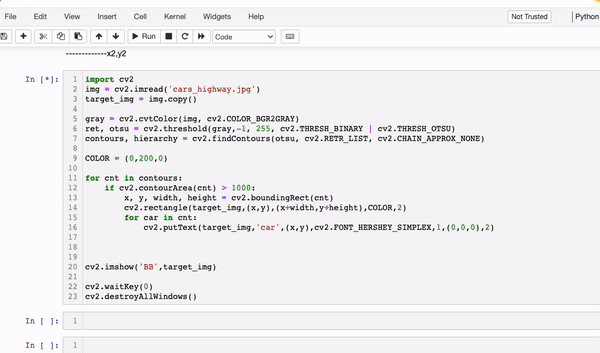 File Edit View Insert Cell Kernel Widgets Help Not Trusted Python
Run Code
-------------x2,y2
In [*]: 1 import cv2
2 img = cv2.imread('cars_highway.jpg')
3 target_img = img.copy()
4
5 gray = cv2.cvtColor(img, cv2.COLOR_BGR2GRAY)
6 ret, otsu = cv2.threshold(gray,-1, 255, cv2.THRESH_BINARY | cv2.THRESH_OTSU)
7 contours, hierarchy = cv2.findContours(otsu, cv2.RETR_LIST, cv2.CHAIN_APPROX_NONE)
8
9 COLOR = (0,200,0)
10
11 for cnt in contours:
12 if cv2.contourArea(cnt) > 1000:
13 x, y, width, height = cv2.boundingRect(cnt)
14 cv2.rectangle(target_img,(x,y),(x+width,y+height),COLOR,2)
15 for car in cnt:
16 cv2.putText(target_img,'car',(x,y),cv2.FONT_HERSHEY_SIMPLEX,1,(0,0,0),2)
17
18
19
20 cv2.imshow('BB',target_img)
21
22 cv2.waitKey(0)
23 cv2.destroyAllWindows()
In [ ]: 1
In [ ]: 1